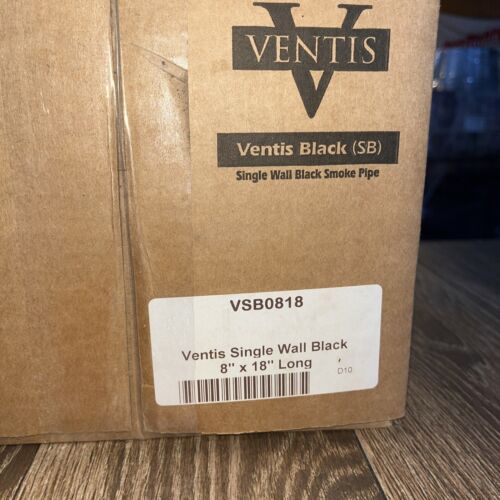 VENTIS
Ventis Black (SB)
Single Wall Black Smoke Pipe
VSB0818
Ventis Single Wall Black
8" x 18" Long
D10